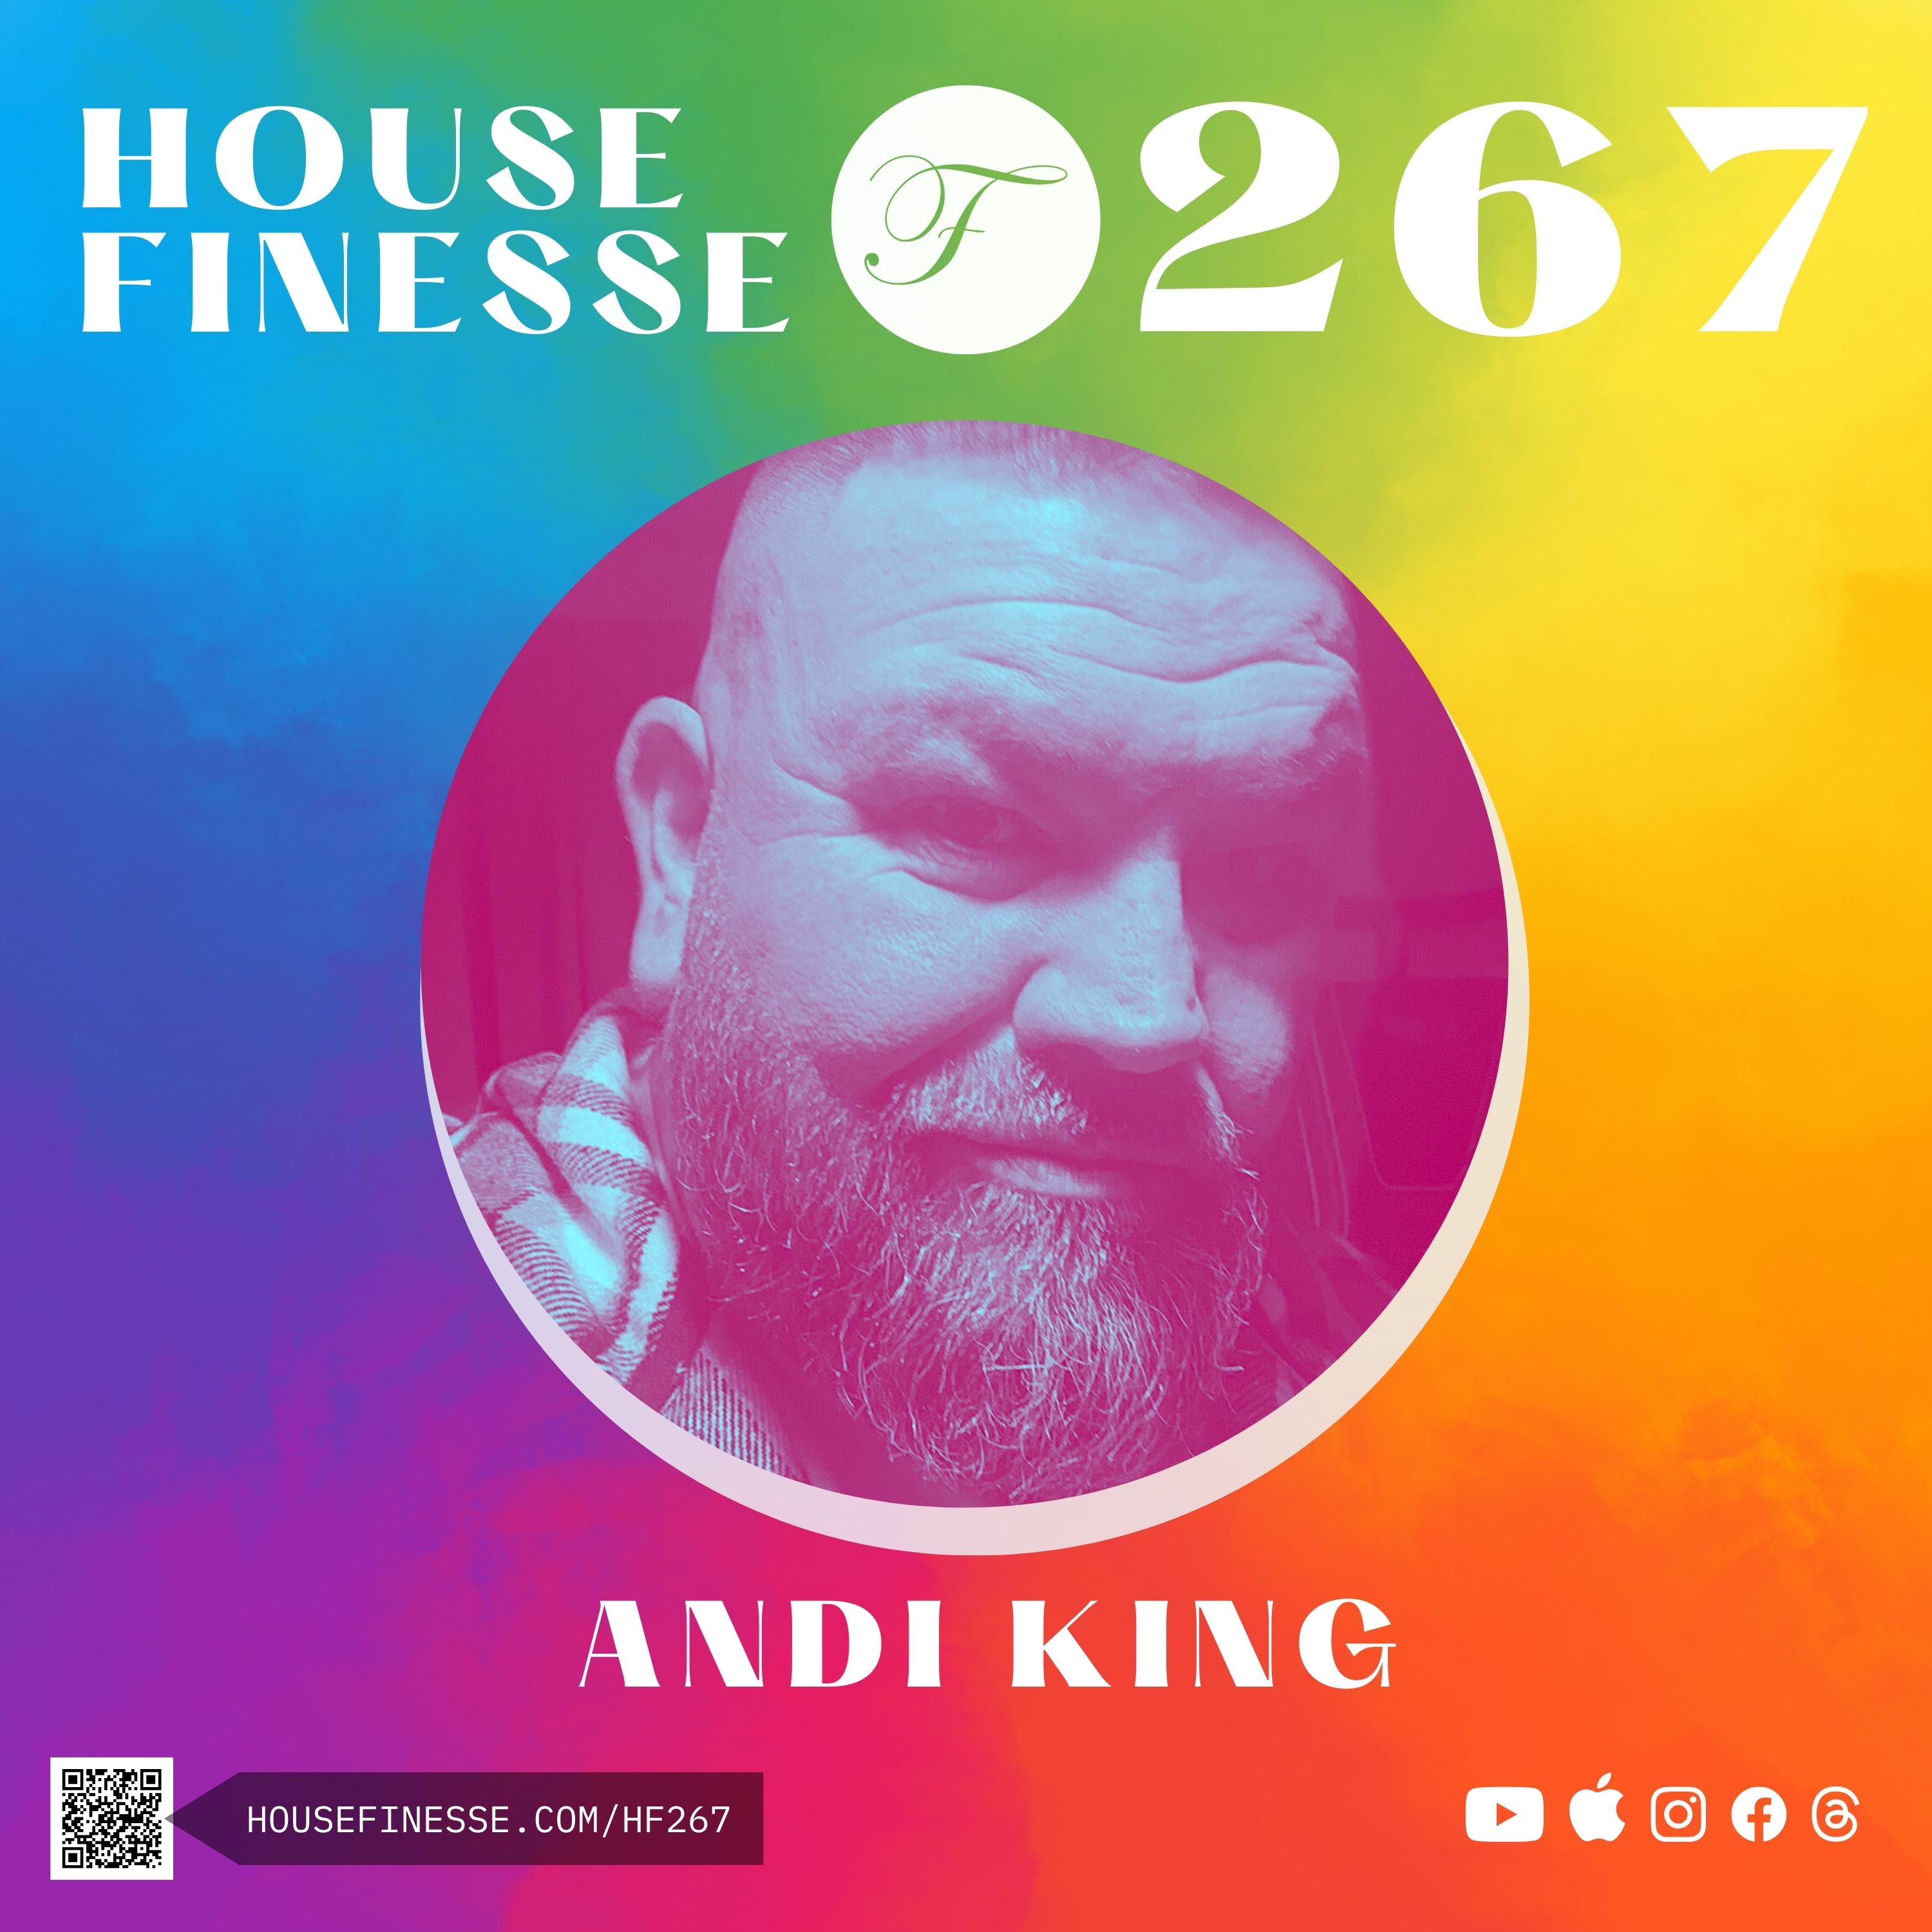 HOUSE
FINESSE
F
267
ANDI KING
HOUSEFINESSE.COM/HF267